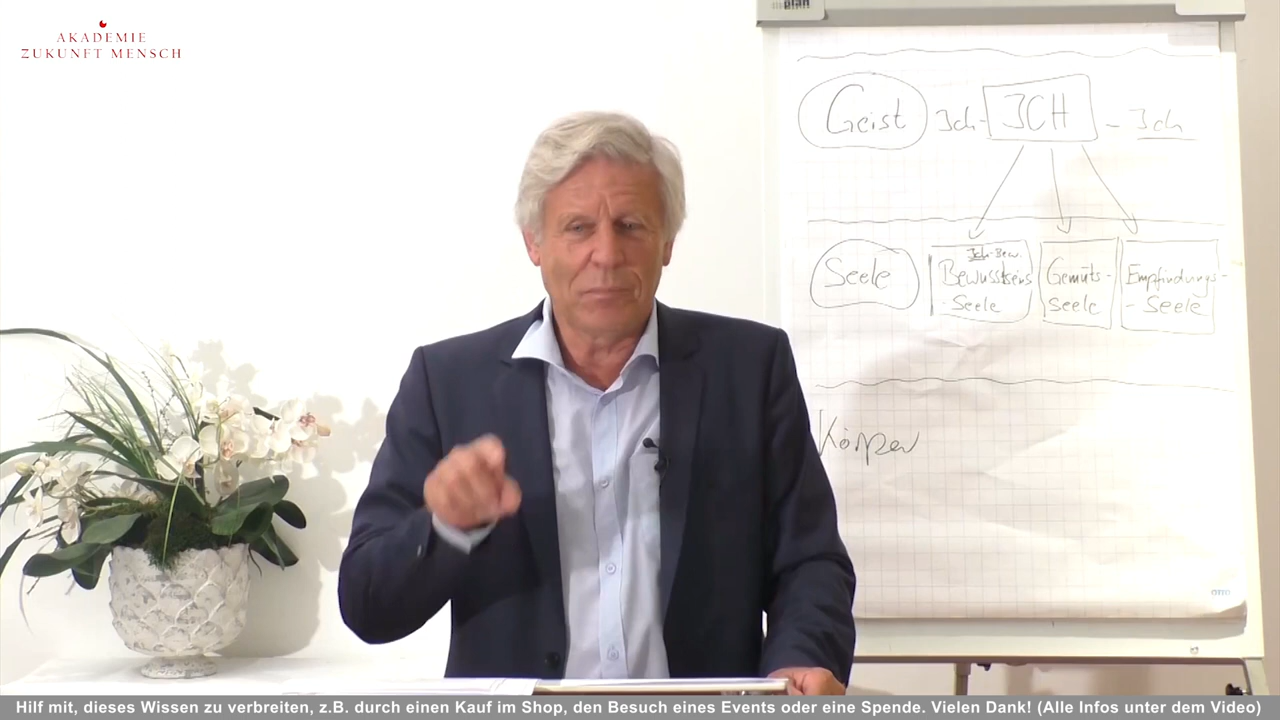 AKADEMIE
ZUKUNFT MENSCH
plan
Geist Ich- ICH - Ich
Ich-Bew.
Seele Bewusstseins Gemüts- Empfindungs-
-Seele seele -Seele
Körper
OTTO
Hilf mit, dieses Wissen zu verbreiten, z.B. durch einen Kauf im Shop, den Besuch eines Events oder eine Spende. Vielen Dank! (Alle Infos unter dem Video)